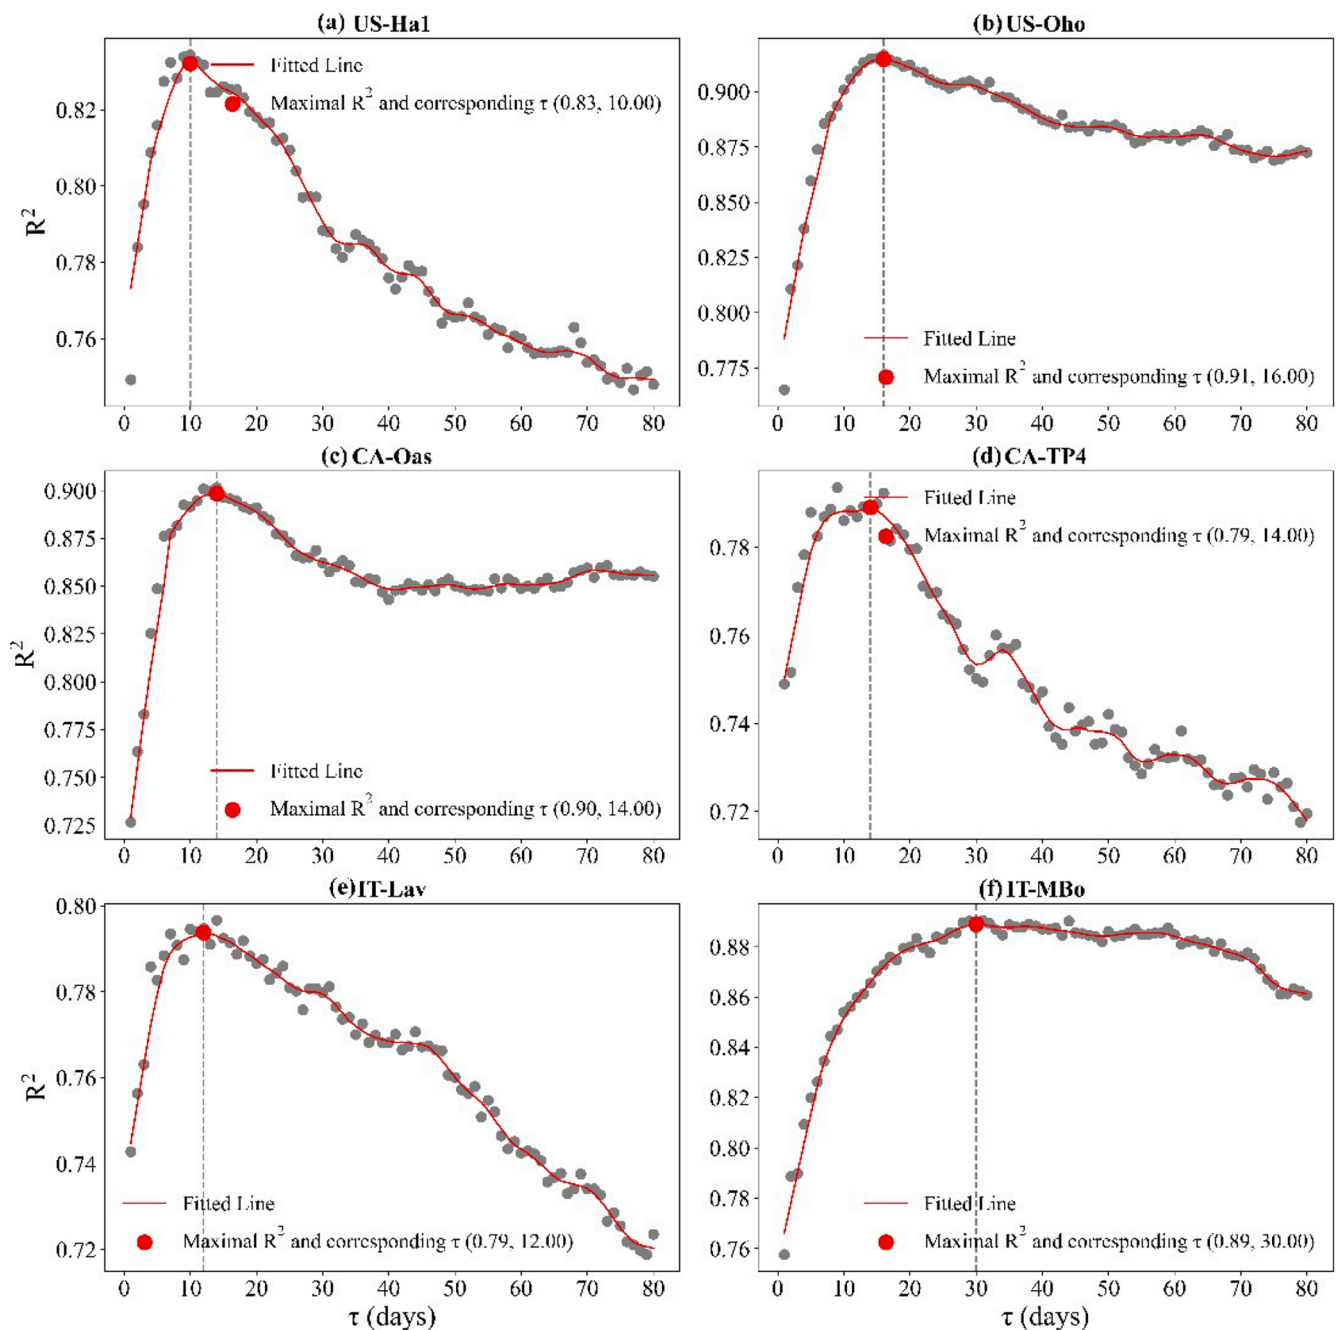 (a) US-Ha1
R²
0.82
0.80
0.78
0.76
Fitted Line
Maximal R² and corresponding τ (0.83, 10.00)
0 10 20 30 40 50 60 70 80
(b) US-Oho
0.900
0.875
0.850
0.825
0.800
0.775
Fitted Line
Maximal R² and corresponding τ (0.91, 16.00)
0 10 20 30 40 50 60 70 80
(c) CA-Oas
R²
0.900
0.875
0.850
0.825
0.800
0.775
0.750
0.725
Fitted Line
Maximal R² and corresponding τ (0.90, 14.00)
0 10 20 30 40 50 60 70 80
(d) CA-TP4
0.78
0.76
0.74
0.72
Fitted Line
Maximal R² and corresponding τ (0.79, 14.00)
0 10 20 30 40 50 60 70 80
(e) IT-Lav
R²
0.80
0.78
0.76
0.74
0.72
Fitted Line
Maximal R² and corresponding τ (0.79, 12.00)
0 10 20 30 40 50 60 70 80
τ (days)
(f) IT-MBo
0.88
0.86
0.84
0.82
0.80
0.78
0.76
Fitted Line
Maximal R² and corresponding τ (0.89, 30.00)
0 10 20 30 40 50 60 70 80
τ (days)